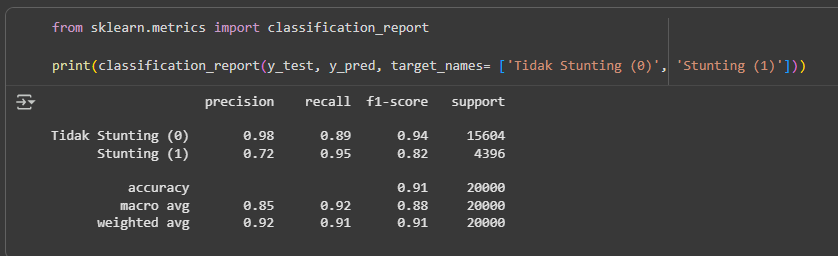 from sklearn.metrics import classification_report
print(classification_report(y_test, y_pred, target_names= ['Tidak Stunting (0)', 'Stunting (1)']))
precision recall f1-score support
Tidak Stunting (0) 0.98 0.89 0.94 15604
Stunting (1) 0.72 0.95 0.82 4396
accuracy 0.91 20000
macro avg 0.85 0.92 0.88 20000
weighted avg 0.92 0.91 0.91 20000